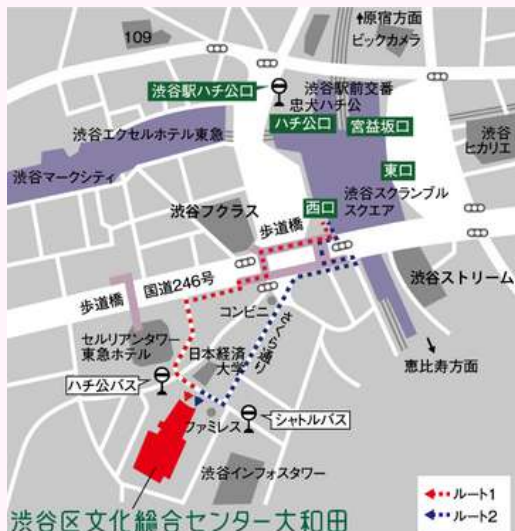 ↑原宿方面
109
ビックカメラ
渋谷駅ハチ公口
渋谷駅前交番
忠犬ハチ公
ハチ公口
宮益坂口
渋谷エクセルホテル東急
渋谷
ヒカリエ
東口
渋谷マークシティ
渋谷スクランブル
スクエア
西口
渋谷フクラス
歩道橋
国道246号
歩道橋
渋谷ストリーム
コンビニ
さくら通り
セルリアンタワー
東急ホテル
日本経済
大学
恵比寿方面
ハチ公バス
シャトルバス
ファミレス
渋谷インフォスタワー
ルート1
ルート2
渋谷区文化総合センター大和田